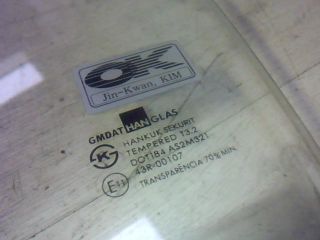 OK
Jin-Kwan, KIM
GMDAT HAN GLAS
HANKUK SEKURIT
TEMPERED T3.2
DOT184 AS2M321
43R-00107
E11
TRANSPARÊNCIA 70% MIN